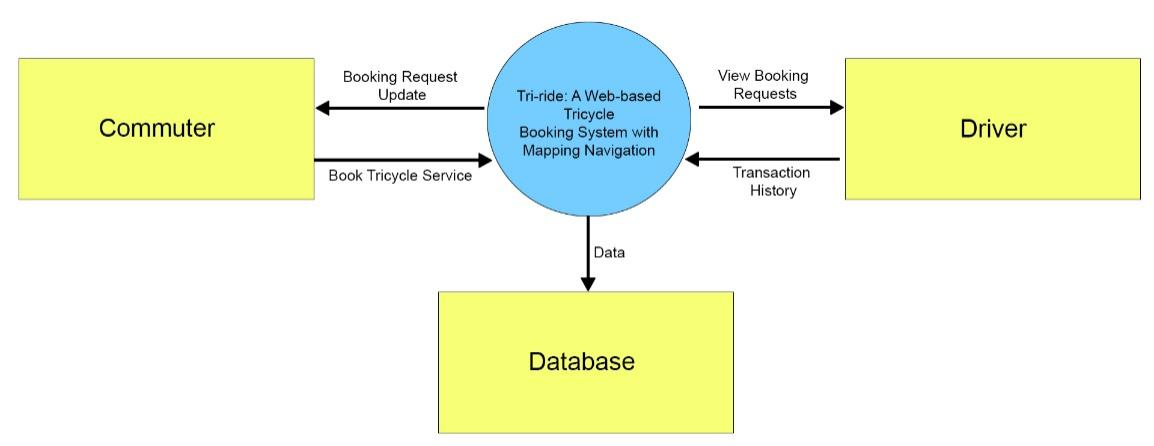 Commuter
Booking Request
Update
Book Tricycle Service
Tri-ride: A Web-based
Tricycle
Booking System with
Mapping Navigation
View Booking
Requests
Transaction
History
Driver
Data
Database